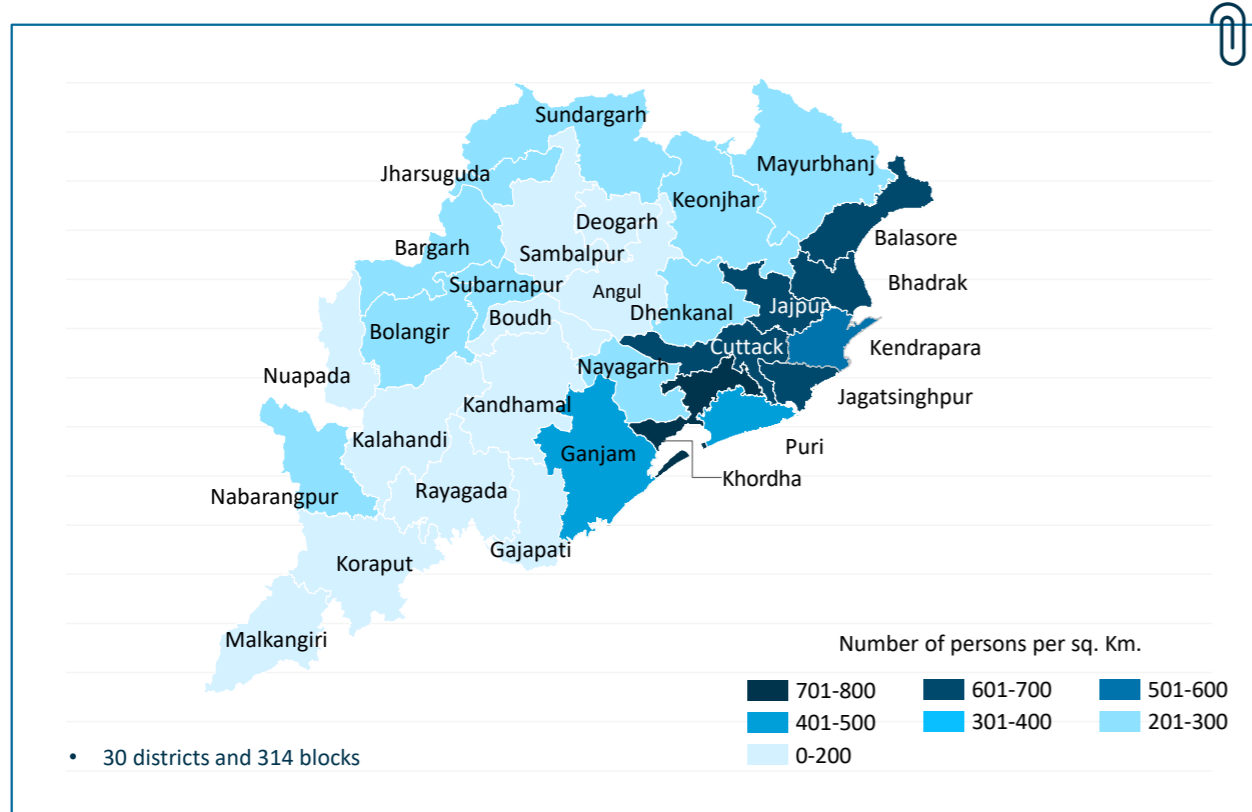 Sundargarh
Mayurbhanj
Jharsuguda
Keonjhar
Deogarh
Balasore
Bargarh
Sambalpur
Bhadrak
Subarnapur
Angul
Jajpur
Dhenkanal
Boudh
Bolangir
Cuttack
Kendrapara
Nayagarh
Nuapada
Jagatsinghpur
Kandhamal
Kalahandi
Puri
Ganjam
Khordha
Rayagada
Nabarangpur
Gajapati
Koraput
Malkangiri
Number of persons per sq. Km.
701-800 601-700 501-600
401-500 301-400 201-300
0-200
• 30 districts and 314 blocks